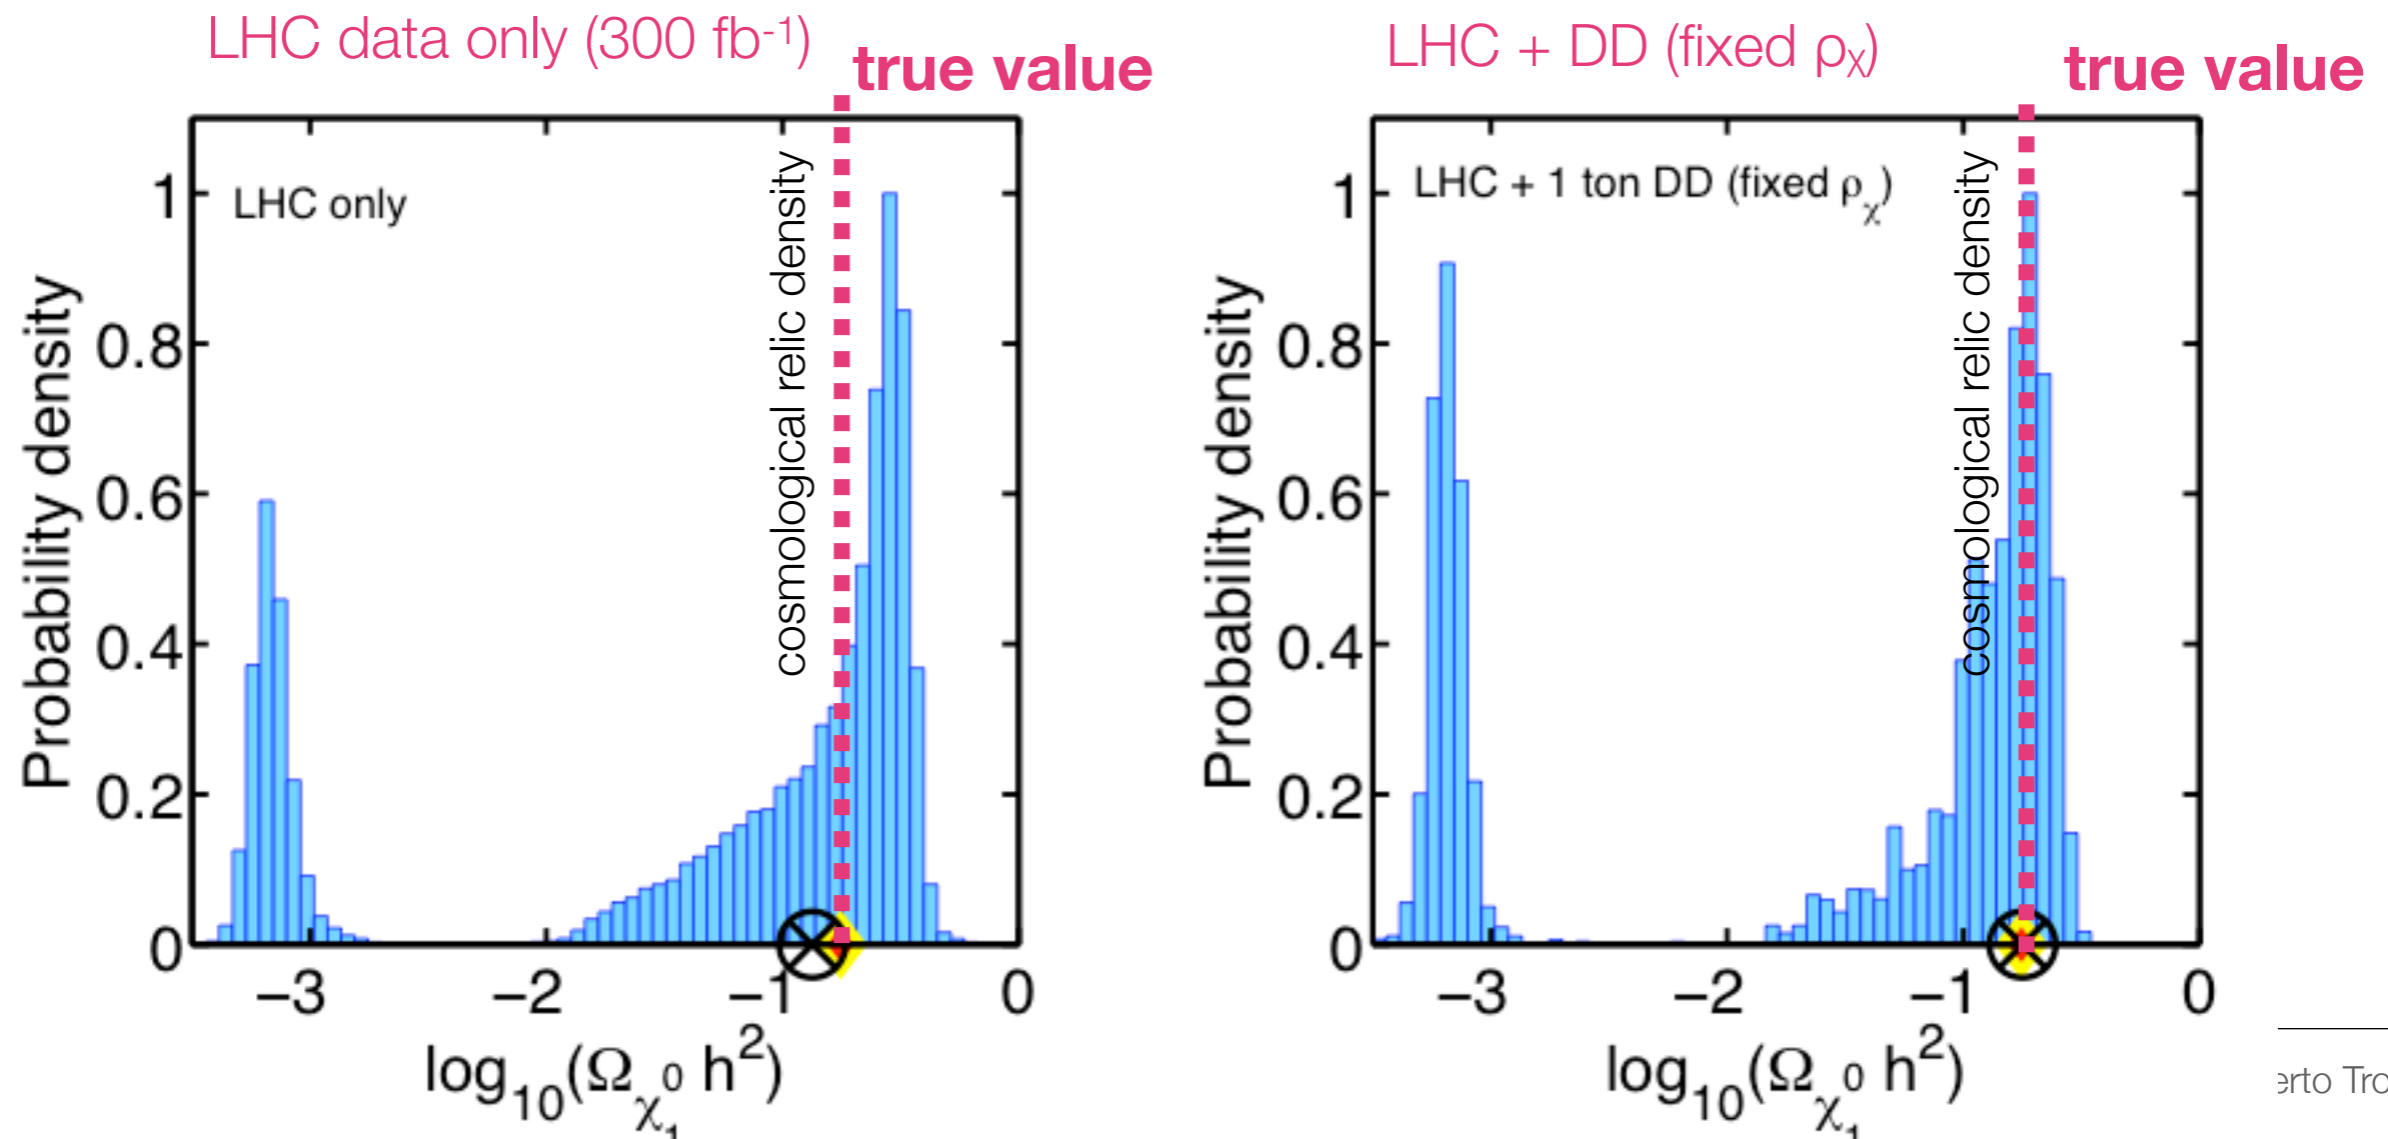 LHC data only (300 fb-1)
true value
LHC only
cosmological relic density
Probability density
1
0.8
0.6
0.4
0.2
0
−3
−2
−1
0
log10(Ωχ10 h2)
LHC + DD (fixed ρχ)
true value
LHC + 1 ton DD (fixed ρχ)
cosmological relic density
Probability density
1
0.8
0.6
0.4
0.2
0
−3
−2
−1
0
log10(Ωχ10 h2)